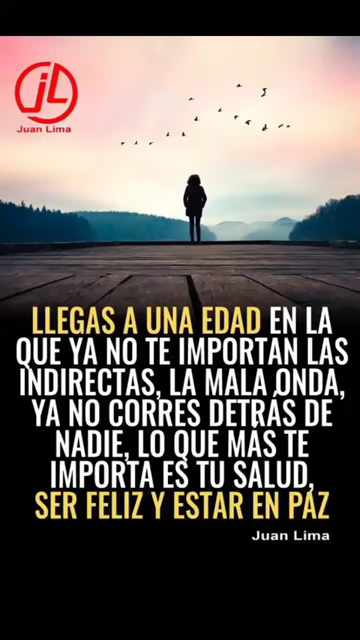 JL
Juan Lima
LLEGAS A UNA EDAD EN LA
QUE YA NO TE IMPORTAN LAS
INDIRECTAS, LA MALA ONDA,
YA NO CORRES DETRÁS DE
NADIE, LO QUE MÁS TE
IMPORTA ES TU SALUD,
SER FELIZ Y ESTAR EN PAZ
Juan Lima